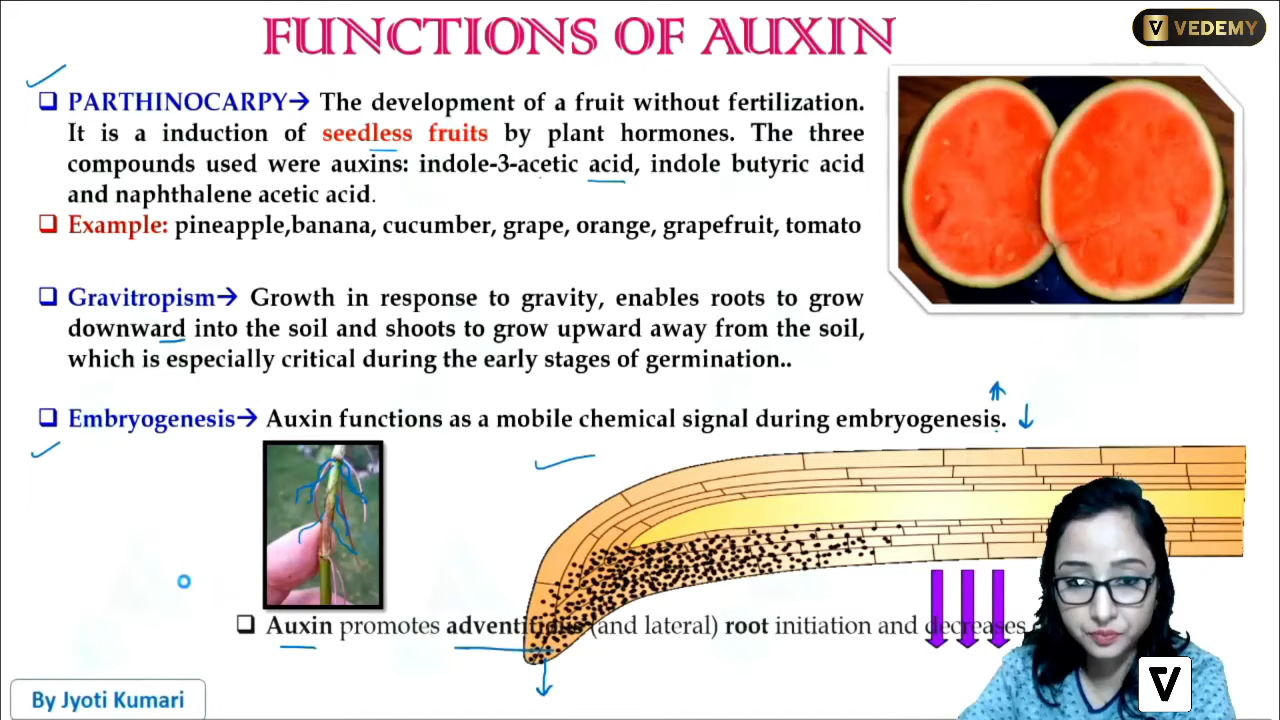 FUNCTIONS OF AUXIN
VEDEMY
PARTHINOCARPY→ The development of a fruit without fertilization.
It is a induction of seedless fruits by plant hormones. The three
compounds used were auxins: indole-3-acetic acid, indole butyric acid
and naphthalene acetic acid.
Example: pineapple,banana, cucumber, grape, orange, grapefruit, tomato
Gravitropism→ Growth in response to gravity, enables roots to grow
downward into the soil and shoots to grow upward away from the soil,
which is especially critical during the early stages of germination..
Embryogenesis→ Auxin functions as a mobile chemical signal during embryogenesis.
Auxin promotes (and lateral) root initiation and decreases
By Jyoti Kumari